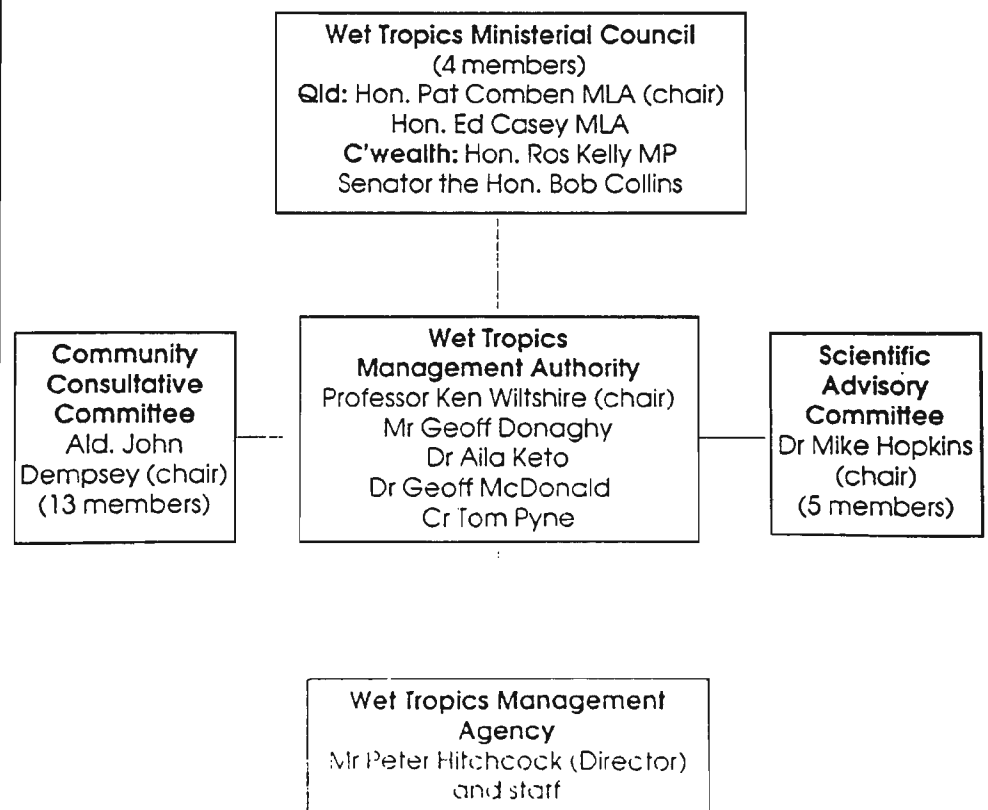 Wet Tropics Ministerial Council
(4 members)
Qld: Hon. Pat Comben MLA (chair)
Hon. Ed Casey MLA
C'wealth: Hon. Ros Kelly MP
Senator the Hon. Bob Collins
Community
Consultative
Committee
Ald. John
Dempsey (chair)
(13 members)
Wet Tropics
Management Authority
Professor Ken Wiltshire (chair)
Mr Geoff Donaghy
Dr Aila Keto
Dr Geoff McDonald
Cr Tom Pyne
Scientific
Advisory
Committee
Dr Mike Hopkins
(chair)
(5 members)
Wet Tropics Management
Agency
Mr Peter Hitchcock (Director)
and staff